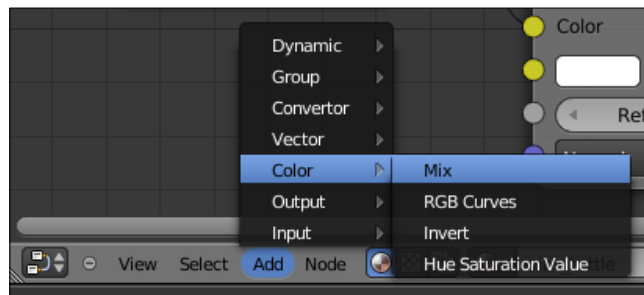 Color
Ref
Dynamic
Group
Convertor
Vector
Color
Output
Input
Mix
RGB Curves
Invert
Hue Saturation Value
View Select Add Node